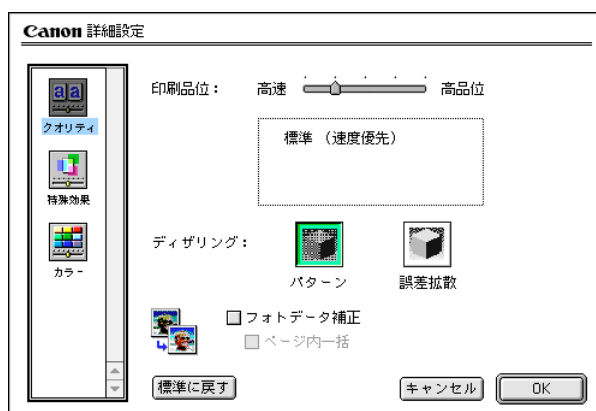 Canon 詳細設定
クオリティ
特殊効果
カラー
印刷品位： 高速 高品位
標準 （速度優先）
ディザリング：
パターン 誤差拡散
フォトデータ補正
ページ内一括
標準に戻す キャンセル OK